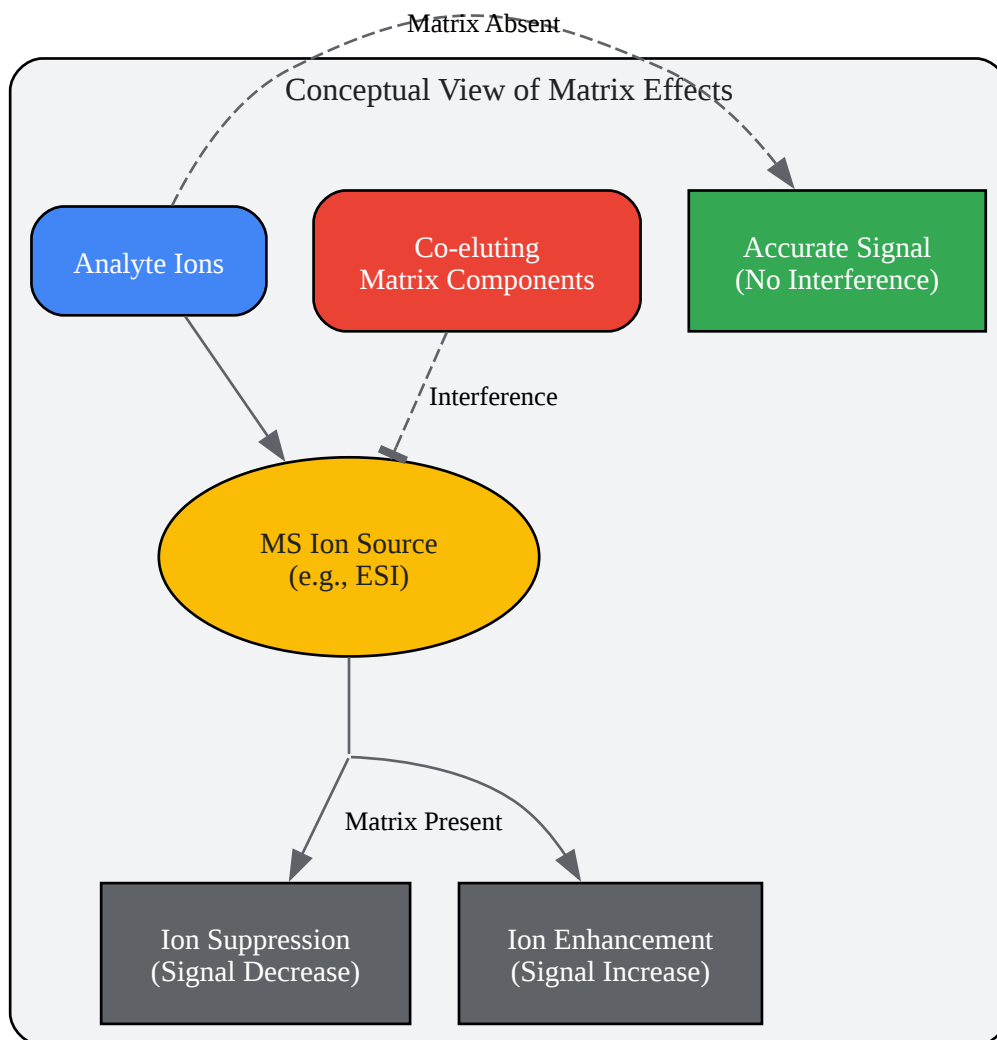 Matrix Absent
Conceptual View of Matrix Effects
Analyte Ions
Co-eluting
Matrix Components
Accurate Signal
(No Interference)
Interference
MS Ion Source
(e.g., ESI)
Matrix Present
Ion Suppression
(Signal Decrease)
Ion Enhancement
(Signal Increase)